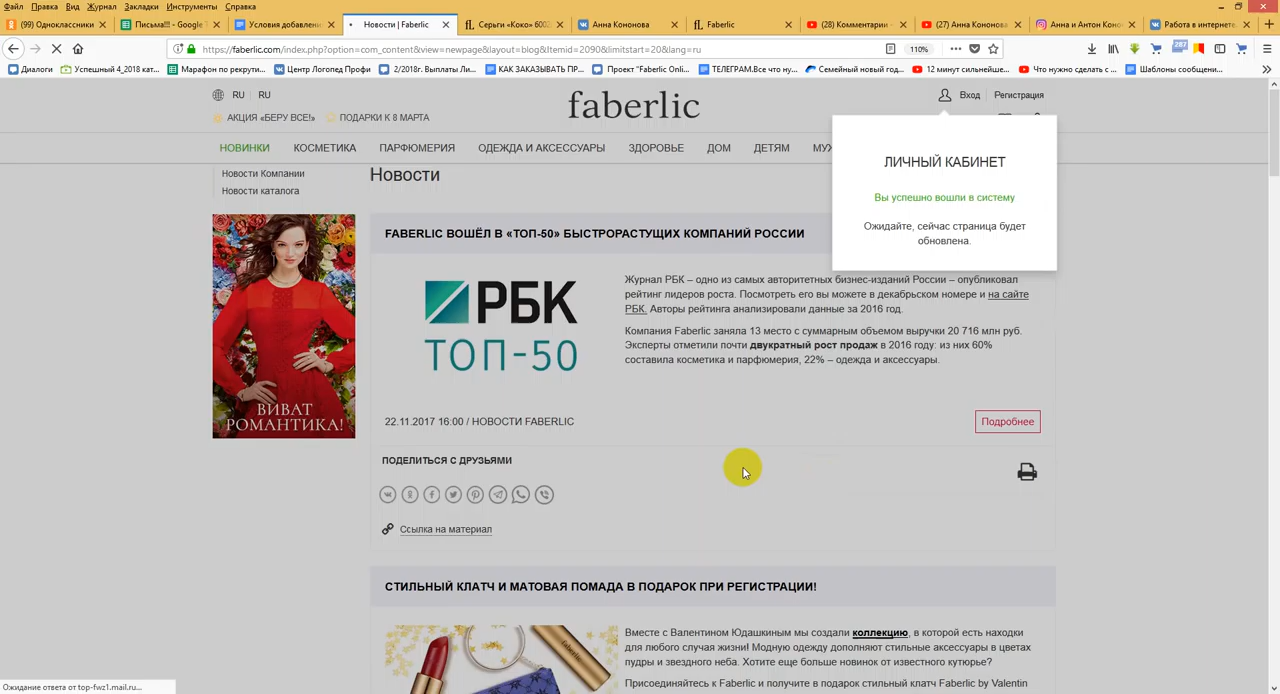 Файл Правка Вид Журнал Закладки Инструменты Справка
(99) Одноклассники
Письма!!! - Google
Условия добавлени
Новости | Faberlic
Серьги «Коко» 600
Анна Кононова
Faberlic
(28) Комментарии -
(27) Анна Кононова
Анна и Антон Коно
Работа в интернете.
https://faberlic.com/index.php?option=com_content&view=newpage&layout=blog&Itemid=2090&limitstart=20&lang=ru
110%
287
Диалоги
Успешный 4_2018 кат...
Марафон по рекрути...
Центр Логопед Профи
2/2018г. Выплаты Ли...
КАК ЗАКАЗЫВАТЬ ПР...
Проект "Faberlic Onli...
ТЕЛЕГРАМ.Все что ну...
Семейный новый год...
12 минут сильнейше...
Что нужно сделать с ...
Шаблоны сообщени...
RU RU
faberlic
Вход Регистрация
АКЦИЯ «БЕРУ ВСЕ!» ПОДАРКИ К 8 МАРТА
НОВИНКИ КОСМЕТИКА ПАРФЮМЕРИЯ ОДЕЖДА И АКСЕССУАРЫ ЗДОРОВЬЕ ДОМ ДЕТЯМ МУЖ
ЛИЧНЫЙ КАБИНЕТ
Вы успешно вошли в систему
Ожидайте, сейчас страница будет
обновлена.
Новости Компании
Новости каталога
ВИВАТ
РОМАНТИКА!
Новости
FABERLIC ВОШЁЛ В «ТОП-50» БЫСТРОРАСТУЩИХ КОМПАНИЙ РОССИИ
РБК
ТОП-50
Журнал РБК – одно из самых авторитетных бизнес-изданий России – опубликовал
рейтинг лидеров роста. Посмотреть его вы можете в декабрьском номере и на сайте
РБК. Авторы рейтинга анализировали данные за 2016 год.
Компания Faberlic заняла 13 место с суммарным объемом выручки 20 716 млн руб.
Эксперты отметили почти двукратный рост продаж в 2016 году: из них 60%
составила косметика и парфюмерия, 22% – одежда и аксессуары.
22.11.2017 16:00 / НОВОСТИ FABERLIC
Подробнее
ПОДЕЛИТЬСЯ С ДРУЗЬЯМИ
Ссылка на материал
СТИЛЬНЫЙ КЛАТЧ И МАТОВАЯ ПОМАДА В ПОДАРОК ПРИ РЕГИСТРАЦИИ!
faberlic
Вместе с Валентином Юдашкиным мы создали коллекцию, в которой есть находки
для любого случая жизни! Модную одежду дополняют стильные аксессуары в цветах
пудры и звездного неба. Хотите еще больше новинок от известного кутюрье?
Присоединяйтесь к Faberlic и получите в подарок стильный клатч Faberlic by Valentin
Ожидание ответа от top-fwz1.mail.ru...